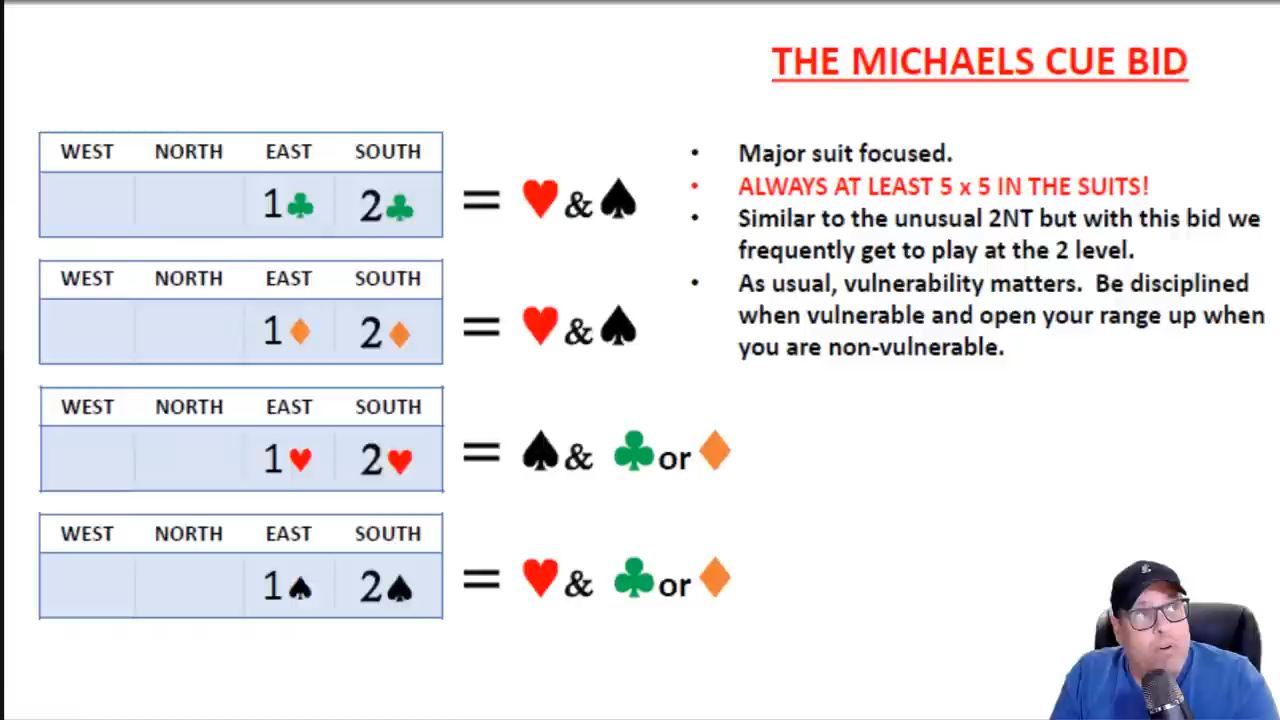 THE MICHAELS CUE BID
WEST NORTH EAST SOUTH
1♣ 2♣ = ♥ & ♠
WEST NORTH EAST SOUTH
1♦ 2♦ = ♥ & ♠
WEST NORTH EAST SOUTH
1♥ 2♥ = ♠ & ♣ or ♦
WEST NORTH EAST SOUTH
1♠ 2♠ = ♥ & ♣ or ♦
• Major suit focused.
• ALWAYS AT LEAST 5 x 5 IN THE SUITS!
• Similar to the unusual 2NT but with this bid we
frequently get to play at the 2 level.
• As usual, vulnerability matters. Be disciplined
when vulnerable and open your range up when
you are non-vulnerable.